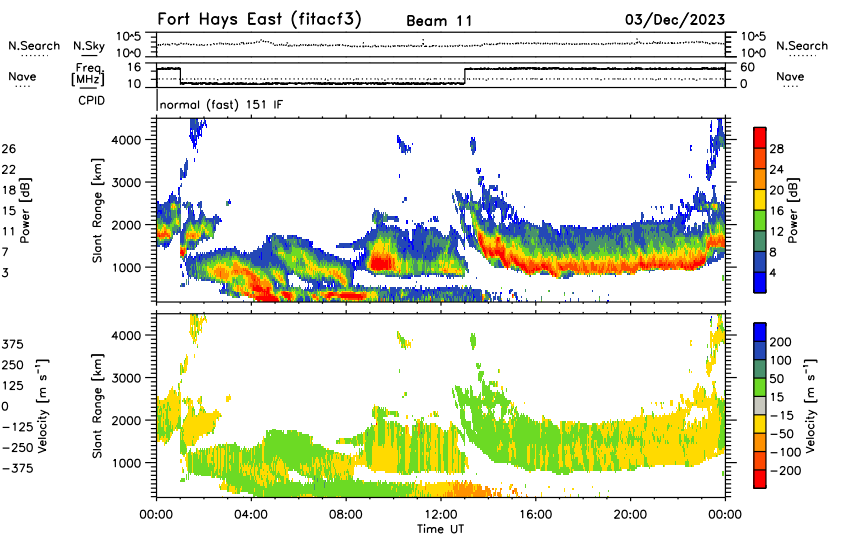 Fort Hays East (fitacf3) Beam 11 03/Dec/2023
N.Search N.Sky 10^5 10^0 10^5 10^0 N.Search
Nave Freq. [MHz] 16 10 60 0 Nave
CPID normal (fast) 151 IF
26 22 18 15 11 7 3
Power [dB]
Slant Range [km]
4000 3000 2000 1000
28 24 20 16 12 8 4
Power [dB]
375 250 125 0 −125 −250 −375
Velocity [m s⁻¹]
Slant Range [km]
4000 3000 2000 1000
200 100 50 15 −15 −50 −100 −200
Velocity [m s⁻¹]
00:00 04:00 08:00 12:00 16:00 20:00 00:00
Time UT